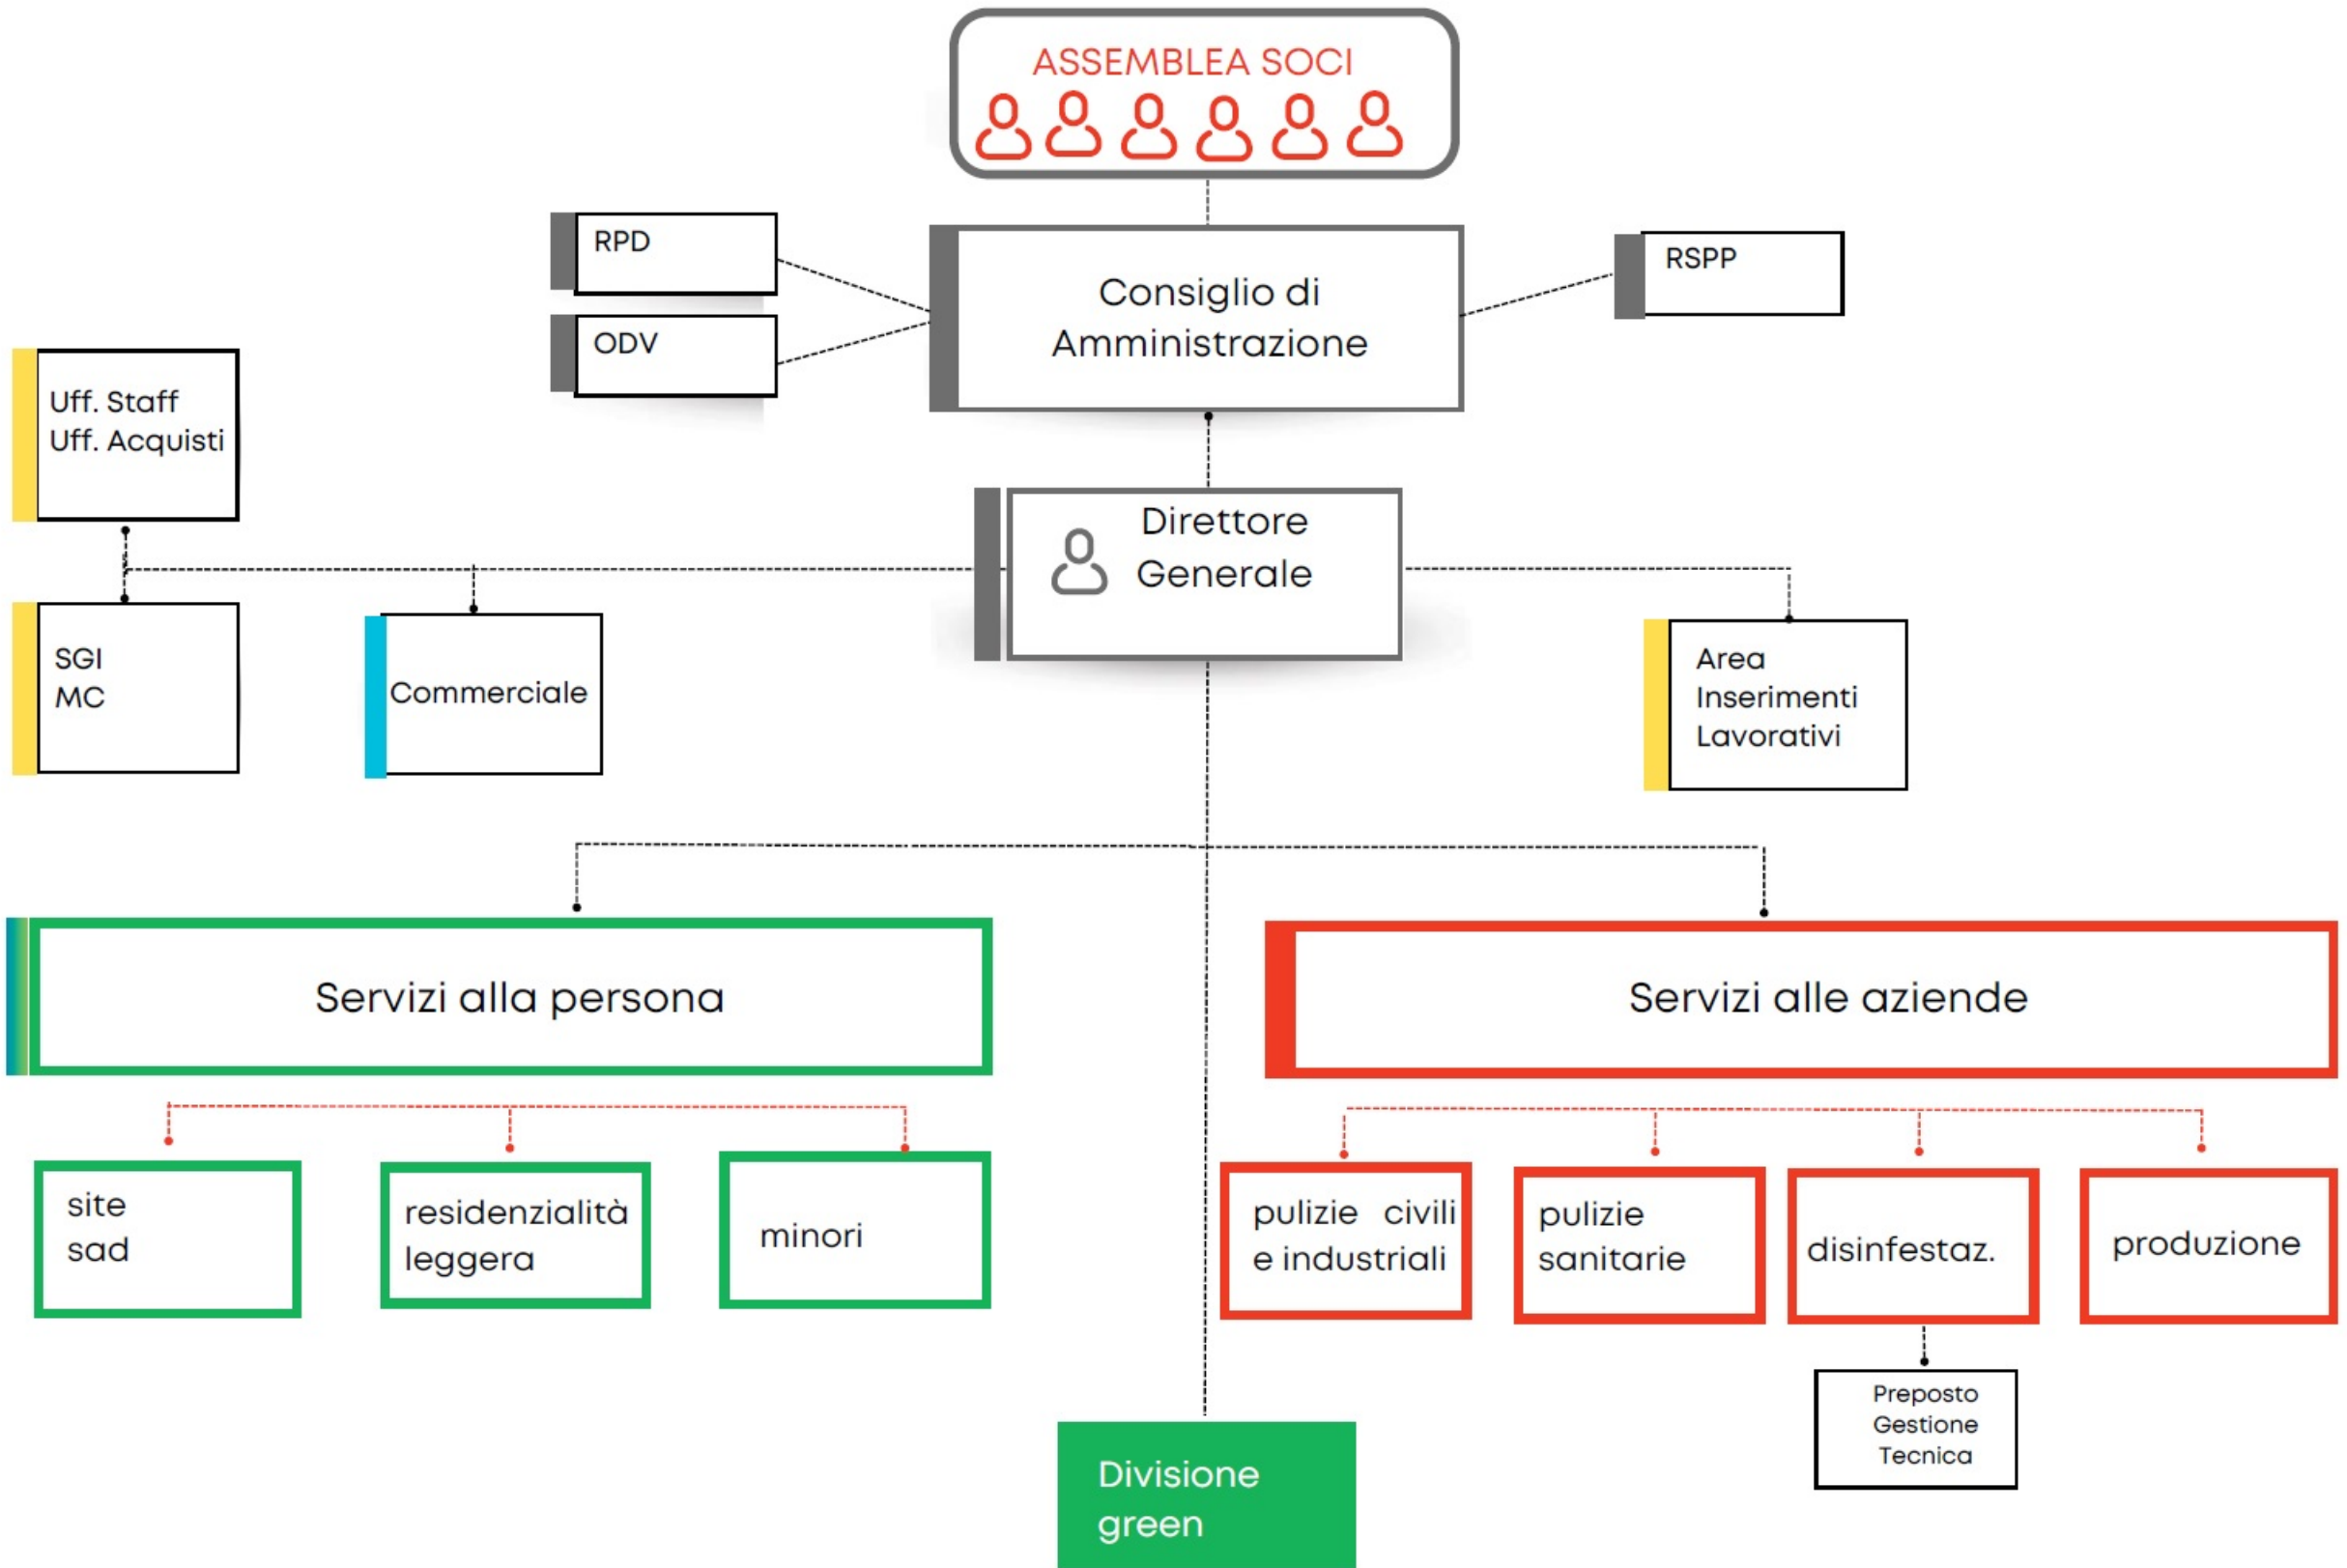 ASSEMBLEA SOCI
RPD
Consiglio di
Amministrazione
RSPP
ODV
Uff. Staff
Uff. Acquisti
Direttore
Generale
SGI
MC
Commerciale
Area
Inserimenti
Lavorativi
Servizi alla persona
Servizi alle aziende
site
sad
residenzialità
leggera
minori
pulizie civili
e industriali
pulizie
sanitarie
disinfestaz.
produzione
Preposto
Gestione
Tecnica
Divisione
green